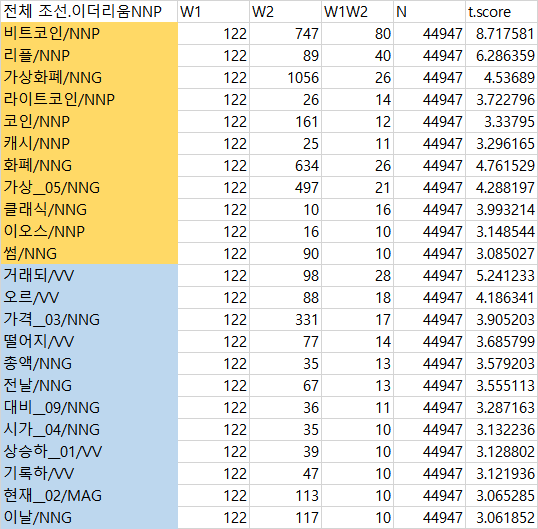 전체 조선.이더리움NNP W1 W2 W1W2 N t.score
비트코인/NNP 122 747 80 44947 8.717581
리플/NNP 122 89 40 44947 6.286359
가상화폐/NNG 122 1056 26 44947 4.53689
라이트코인/NNP 122 26 14 44947 3.722796
코인/NNP 122 161 12 44947 3.33795
캐시/NNP 122 25 11 44947 3.296165
화폐/NNG 122 634 26 44947 4.761529
가상__05/NNG 122 497 21 44947 4.288197
클래식/NNG 122 10 16 44947 3.993214
이오스/NNP 122 16 10 44947 3.148544
썸/NNG 122 90 10 44947 3.085027
거래되/VV 122 98 28 44947 5.241233
오르/VV 122 88 18 44947 4.186341
가격__03/NNG 122 331 17 44947 3.905203
떨어지/VV 122 77 14 44947 3.685799
총액/NNG 122 35 13 44947 3.579203
전날/NNG 122 67 13 44947 3.555113
대비__09/NNG 122 36 11 44947 3.287163
시가__04/NNG 122 35 10 44947 3.132236
상승하__01/VV 122 39 10 44947 3.128802
기록하/VV 122 47 10 44947 3.121936
현재__02/MAG 122 113 10 44947 3.065285
이날/NNG 122 117 10 44947 3.061852